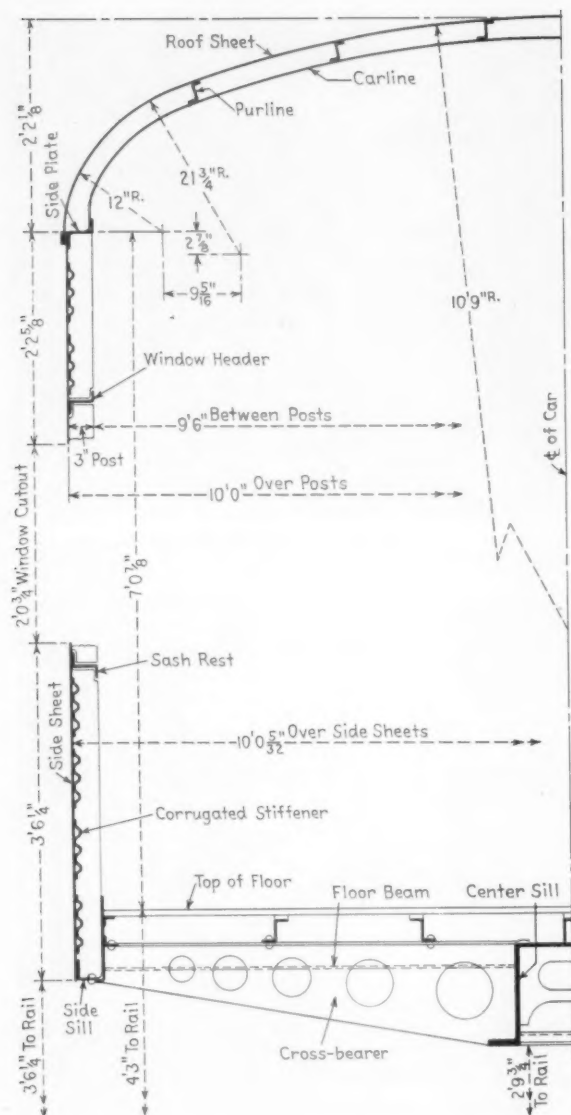 Roof Sheet
Carline
Purline
2'2 1/8"
Side Plate
12"R.
21 3/4"R.
2 7/8"
9 5/16"
10'9"R.
2'2 5/8"
Window Header
9'6" Between Posts
3" Post
10'0" Over Posts
℄ of Car
2'0 3/4" Window Cutout
7'0 7/8"
Sash Rest
Side Sheet
10'0 5/32" Over Side Sheets
3'6 1/4"
Corrugated Stiffener
Top of Floor
Floor Beam
Center Sill
Side Sill
Cross-bearer
3'6 1/4" To Rail
4'3" To Rail
2'9 3/4" To Rail